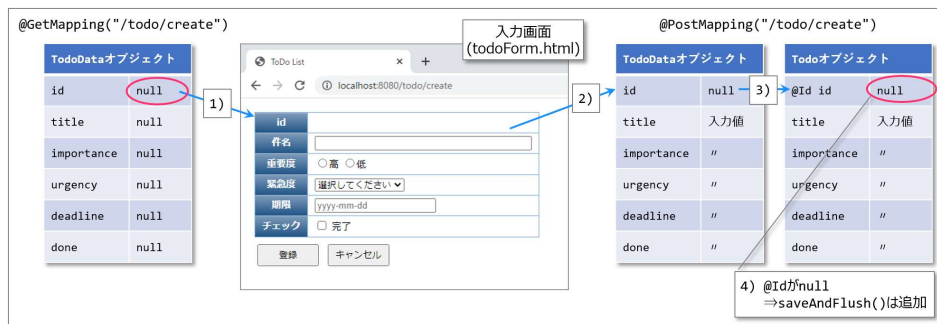 @GetMapping("/todo/create")
TodoDataオブジェクト
id null
title null
importance null
urgency null
deadline null
done null
1)
入力画面
(todoForm.html)
ToDo List × +
localhost:8080/todo/create
id
件名
重要度 高 低
緊急度 選択してください
期限 yyyy-mm-dd
チェック 完了
登録 キャンセル
2)
@PostMapping("/todo/create")
TodoDataオブジェクト
id null
title 入力値
importance 〃
urgency 〃
deadline 〃
done 〃
3)
Todoオブジェクト
@Id id null
title 入力値
importance 〃
urgency 〃
deadline 〃
done 〃
4) @Idがnull
⇒saveAndFlush()は追加